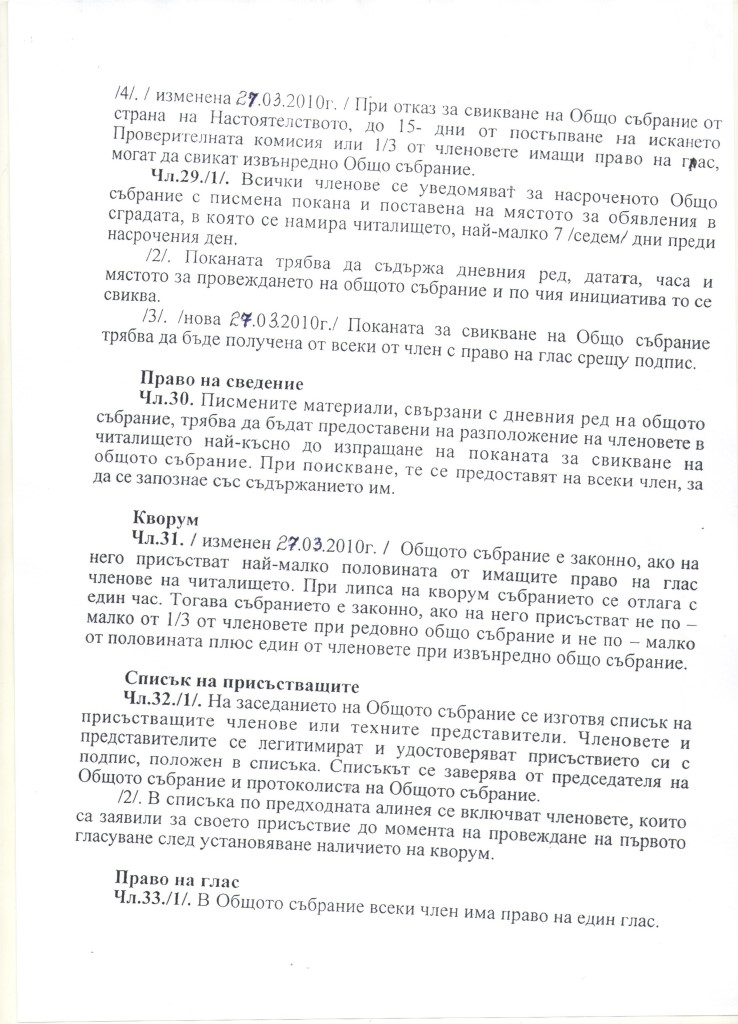 /4/. / изменена 27.03.2010г. / При отказ за свикване на Общо събрание от
страна на Настоятелството, до 15- дни от постъпване на искането
Проверителната комисия или 1/3 от членовете имащи право на глас,
могат да свикат извънредно Общо събрание.
Чл.29./1/. Всички членове се уведомяват за насроченото Общо
събрание с писмена покана и поставена на мястото за обявления в
сградата, в която се намира читалището, най-малко 7 /седем/ дни преди
насрочения ден.
/2/. Поканата трябва да съдържа дневния ред, датата, часа и
мястото за провеждането на общото събрание и по чия инициатива то се
свиква.
/3/. /нова 27.03.2010г./ Поканата за свикване на Общо събрание
трябва да бъде получена от всеки от член с право на глас срещу подпис.
Право на сведение
Чл.30. Писмените материали, свързани с дневния ред на общото
събрание, трябва да бъдат предоставени на разположение на членовете в
читалището най-късно до изпращане на поканата за свикване на
общото събрание. При поискване, те се предоставят на всеки член, за
да се запознае със съдържанието им.
Кворум
Чл.31. / изменен 27.03.2010г. / Общото събрание е законно, ако на
него присъстват най-малко половината от имащите право на глас
членове на читалището. При липса на кворум събранието се отлага с
един час. Тогава събранието е законно, ако на него присъстват не по –
малко от 1/3 от членовете при редовно общо събрание и не по – малко
от половината плюс един от членовете при извънредно общо събрание.
Списък на присъстващите
Чл.32./1/. На заседанието на Общото събрание се изготвя списък на
присъстващите членове или техните представители. Членовете и
представителите се легитимират и удостоверяват присъствието си с
подпис, положен в списъка. Списъкът се заверява от председателя на
Общото събрание и протоколиста на Общото събрание.
/2/. В списъка по предходната алинея се включват членовете, които
са заявили за своето присъствие до момента на провеждане на първото
гласуване след установяване наличието на кворум.
Право на глас
Чл.33./1/. В Общото събрание всеки член има право на един глас.